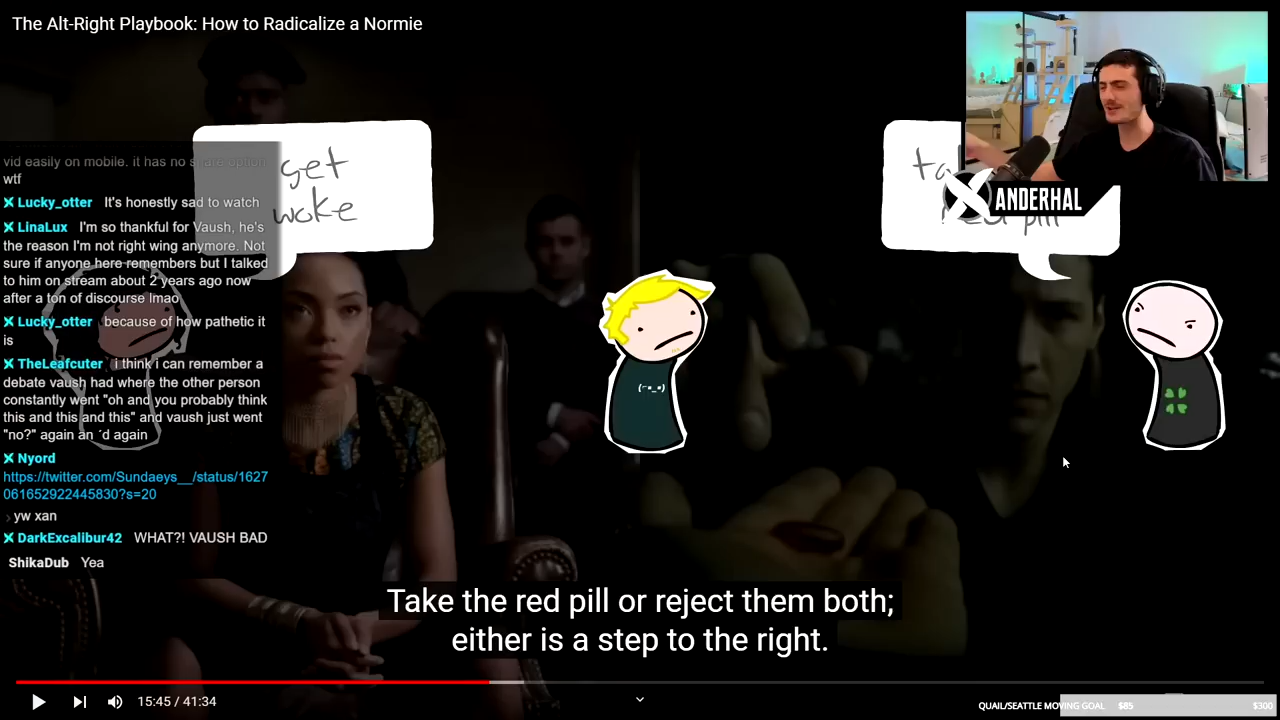 The Alt-Right Playbook: How to Radicalize a Normie
get
woke
ANDERHAL
red pill
vid easily on mobile. it has no share option
wtf
Lucky_otter It's honestly sad to watch
LinaLux I'm so thankful for Vaush, he's
the reason I'm not right wing anymore. Not
sure if anyone here remembers but I talked
to him on stream about 2 years ago now
after a ton of discourse lmao
Lucky_otter because of how pathetic it
is
TheLeafcuter i think i can remember a
debate vaush had where the other person
constantly went "oh and you probably think
this and this and this" and vaush just went
"no?" again an ´d again
Nyord
https://twitter.com/Sundaeys__/status/1627
061652922445830?s=20
yw xan
DarkExcalibur42 WHAT?! VAUSH BAD
ShikaDub Yea
Take the red pill or reject them both;
either is a step to the right.
15:45 / 41:34
QUAIL/SEATTLE MOVING GOAL $85 $300